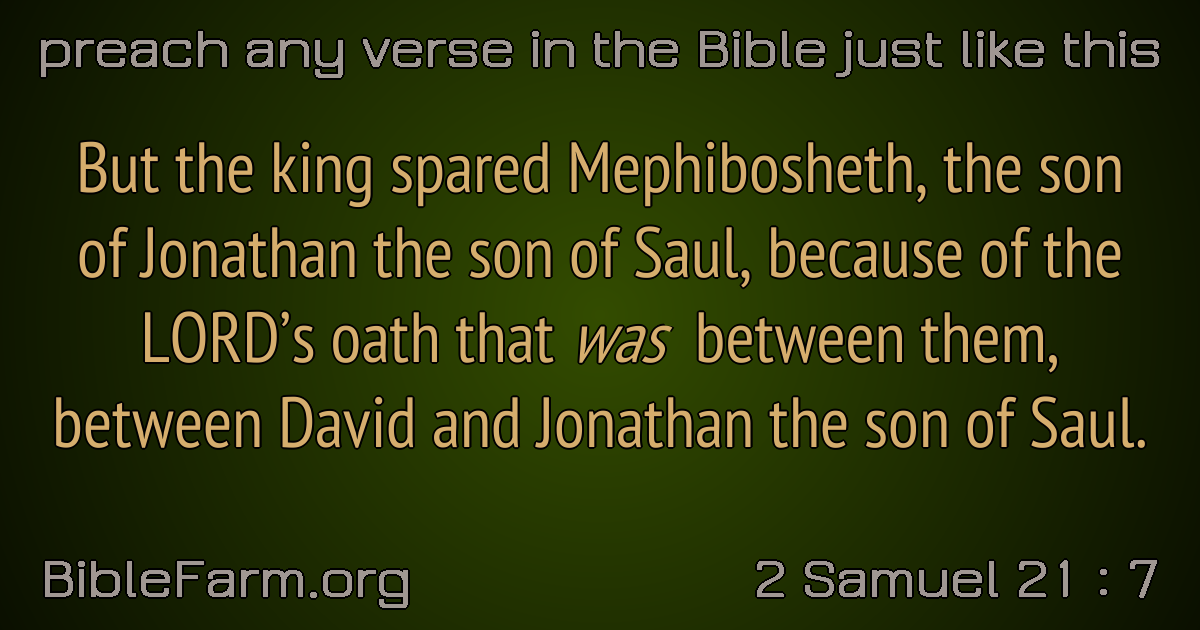 preach any verse in the Bible just like this
But the king spared Mephibosheth, the son
of Jonathan the son of Saul, because of the
LORD’s oath that was between them,
between David and Jonathan the son of Saul.
BibleFarm.org
2 Samuel 21 : 7